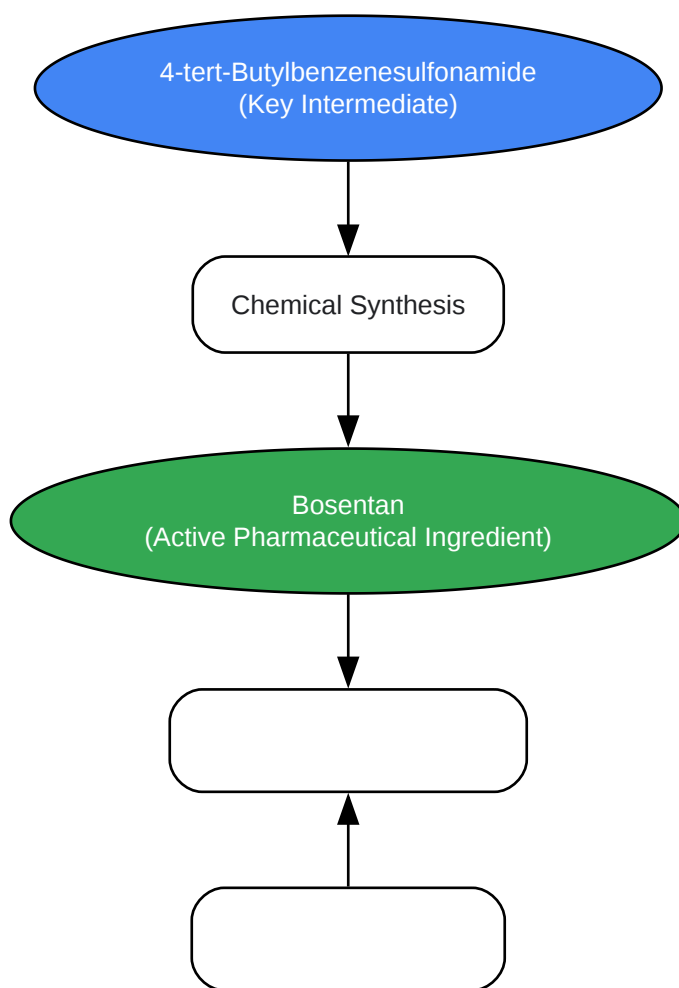 4-tert-Butylbenzenesulfonamide
(Key Intermediate)
Chemical Synthesis
Bosentan
(Active Pharmaceutical Ingredient)